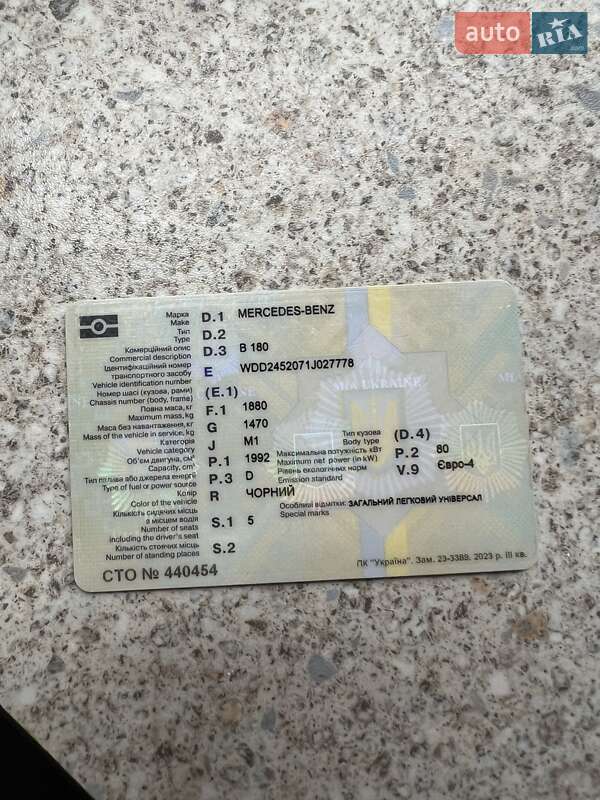 auto RIA .com
Марка
Make D.1 MERCEDES-BENZ
Тип
Type D.2
Комерційний опис
Commercial description D.3 B 180
Ідентифікаційний номер
транспортного засобу
Vehicle identification number E WDD2452071J027778
Номер шасі (кузова, рами)
Chassis number (body, frame) (E.1)
Повна маса, кг
Maximum mass, kg F.1 1880
Маса без навантаження, кг
Mass of the vehicle in service, kg G 1470
Категорія
Vehicle category J M1
Об'єм двигуна, см³
Capacity, cm³ P.1 1992
Тип палива або джерела енергії
Type of fuel or power source P.3 D
Колір
Color of the vehicle R ЧОРНИЙ
Кількість сидячих місць
з місцем водія
Number of seats
including the driver's seat S.1 5
Кількість стоячих місць
Number of standing places S.2
MIA UKRAINE
Тип кузова
Body type (D.4)
Максимальна потужність кВт
Maximum net power (in kW) P.2 80
Рівень екологічних норм
Emission standard V.9 Євро-4
Особливі відмітки: ЗАГАЛЬНИЙ ЛЕГКОВИЙ УНІВЕРСАЛ
Special marks
СТО № 440454
ПК "Україна". Зам. 23-3389. 2023 р. III кв.